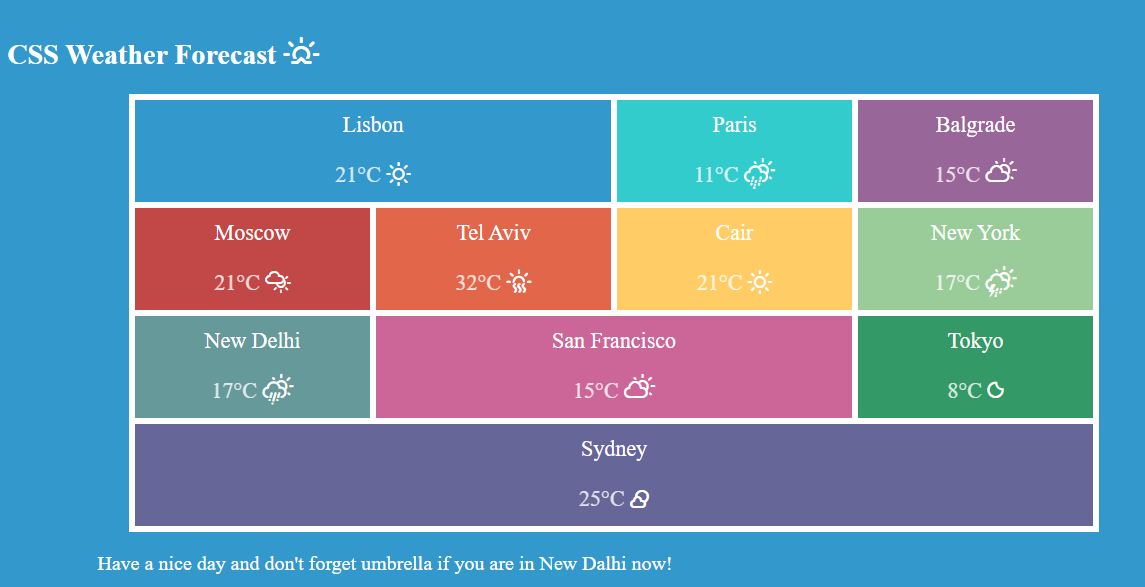 CSS Weather Forecast
Lisbon
21°C
Paris
11°C
Balgrade
15°C
Moscow
21°C
Tel Aviv
32°C
Cair
21°C
New York
17°C
New Delhi
17°C
San Francisco
15°C
Tokyo
8°C
Sydney
25°C
Have a nice day and don't forget umbrella if you are in New Dalhi now!